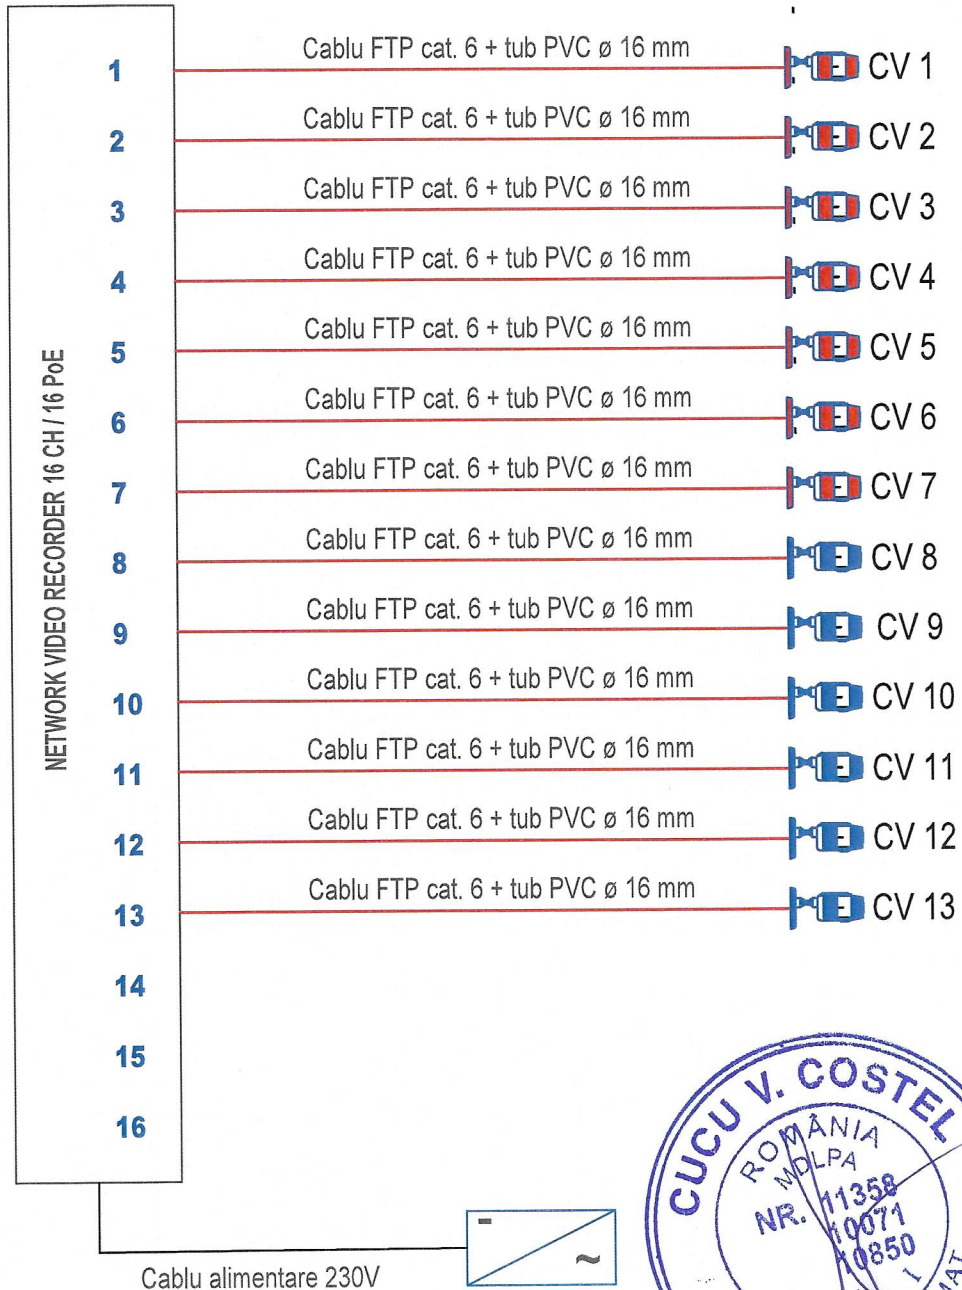 NETWORK VIDEO RECORDER 16 CH / 16 PoE
1 Cablu FTP cat. 6 + tub PVC ø 16 mm CV 1
2 Cablu FTP cat. 6 + tub PVC ø 16 mm CV 2
3 Cablu FTP cat. 6 + tub PVC ø 16 mm CV 3
4 Cablu FTP cat. 6 + tub PVC ø 16 mm CV 4
5 Cablu FTP cat. 6 + tub PVC ø 16 mm CV 5
6 Cablu FTP cat. 6 + tub PVC ø 16 mm CV 6
7 Cablu FTP cat. 6 + tub PVC ø 16 mm CV 7
8 Cablu FTP cat. 6 + tub PVC ø 16 mm CV 8
9 Cablu FTP cat. 6 + tub PVC ø 16 mm CV 9
10 Cablu FTP cat. 6 + tub PVC ø 16 mm CV 10
11 Cablu FTP cat. 6 + tub PVC ø 16 mm CV 11
12 Cablu FTP cat. 6 + tub PVC ø 16 mm CV 12
13 Cablu FTP cat. 6 + tub PVC ø 16 mm CV 13
14
15
16
- ~
Cablu alimentare 230V
CUCU V. COSTEL
ROMÂNIA
MDLPA
NR. 11358
10071
10850